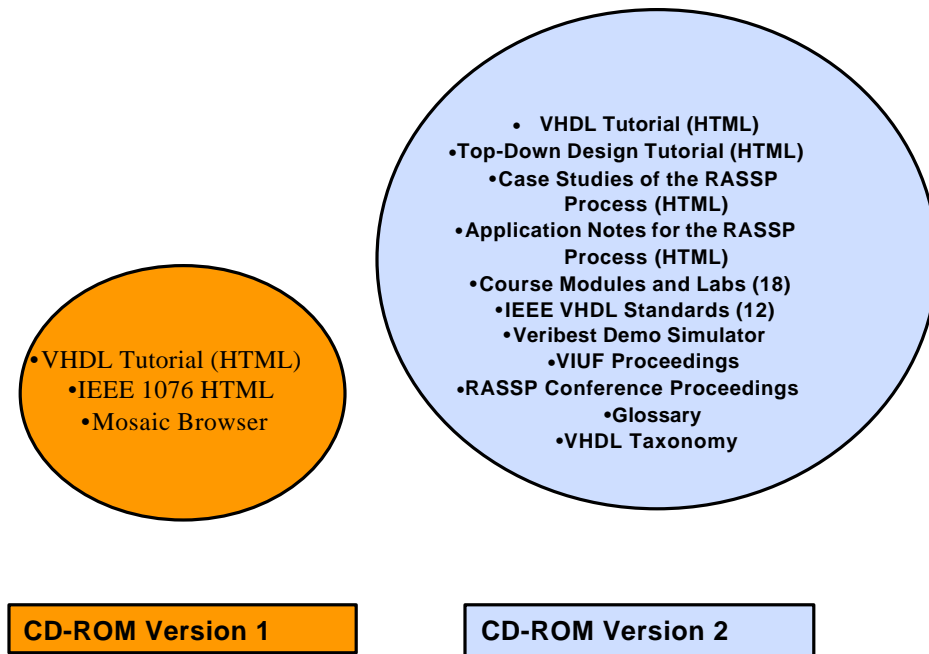 •VHDL Tutorial (HTML)
•IEEE 1076 HTML
•Mosaic Browser
• VHDL Tutorial (HTML)
•Top-Down Design Tutorial (HTML)
•Case Studies of the RASSP
Process (HTML)
•Application Notes for the RASSP
Process (HTML)
•Course Modules and Labs (18)
•IEEE VHDL Standards (12)
•Veribest Demo Simulator
•VIUF Proceedings
•RASSP Conference Proceedings
•Glossary
•VHDL Taxonomy
CD-ROM Version 1
CD-ROM Version 2